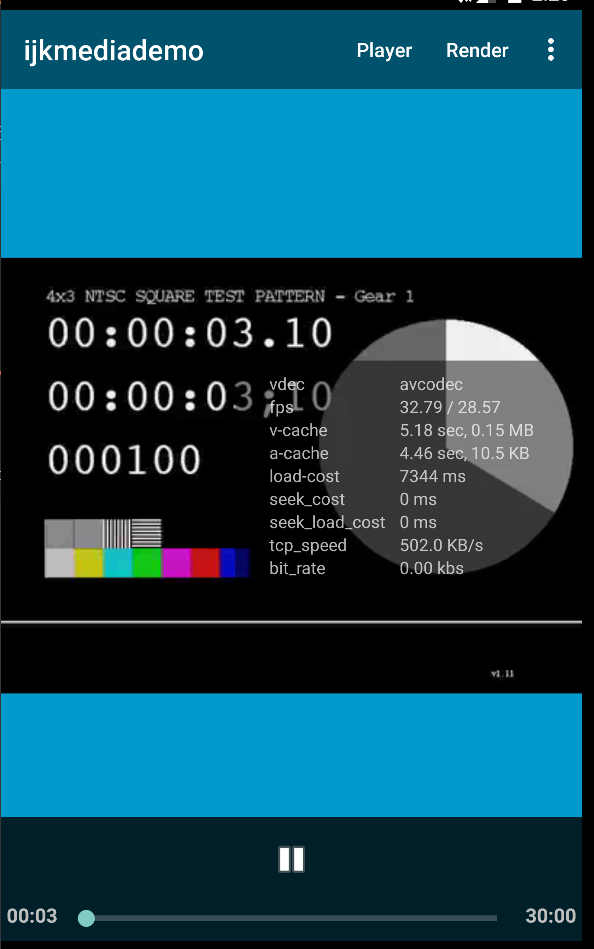 ijkmediademo Player Render
4x3 NTSC SQUARE TEST PATTERN - Gear 1
00:00:03.10
00:00:03;10
000100
vdec avcodec
fps 32.79 / 28.57
v-cache 5.18 sec, 0.15 MB
a-cache 4.46 sec, 10.5 KB
load-cost 7344 ms
seek_cost 0 ms
seek_load_cost 0 ms
tcp_speed 502.0 KB/s
bit_rate 0.00 kbs
v1.11
00:03 30:00